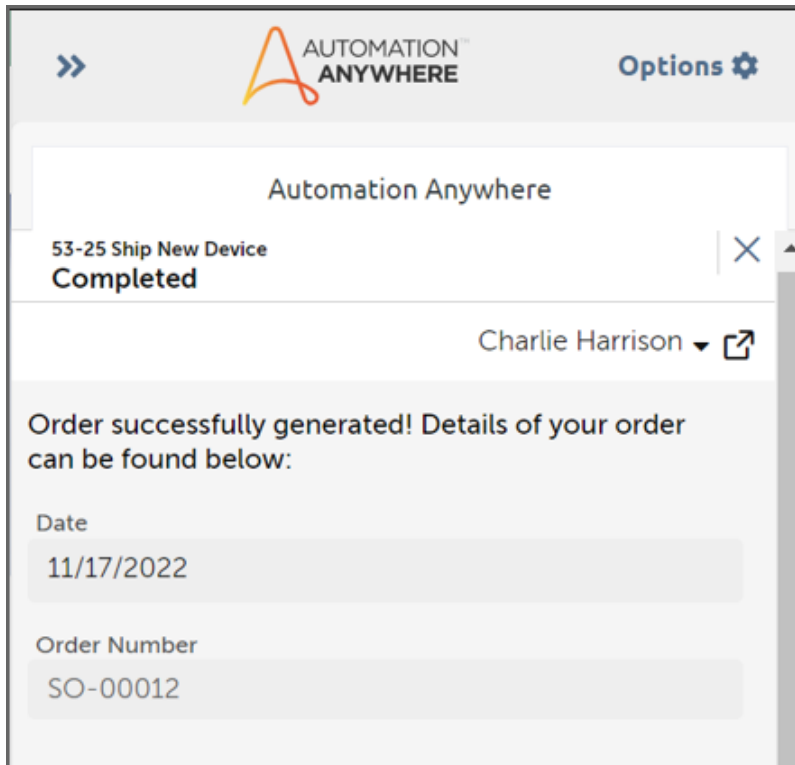 AUTOMATION™
ANYWHERE
Options
Automation Anywhere
53-25 Ship New Device
Completed
Charlie Harrison
Order successfully generated! Details of your order
can be found below:
Date
11/17/2022
Order Number
SO-00012